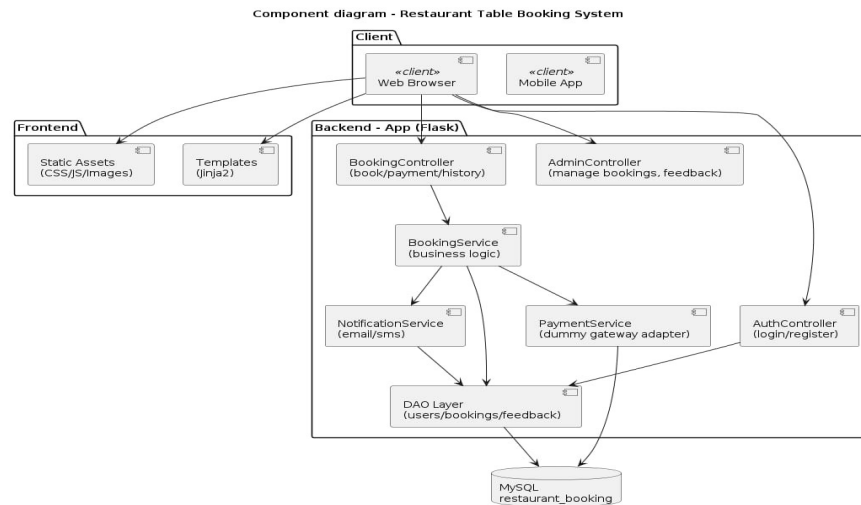 Component diagram - Restaurant Table Booking System
Client
«client»
Web Browser
«client»
Mobile App
Frontend
Static Assets
(CSS/JS/Images)
Templates
(Jinja2)
Backend - App (Flask)
BookingController
(book/payment/history)
AdminController
(manage bookings, feedback)
BookingService
(business logic)
NotificationService
(email/sms)
PaymentService
(dummy gateway adapter)
AuthController
(login/register)
DAO Layer
(users/bookings/feedback)
MySQL
restaurant_booking